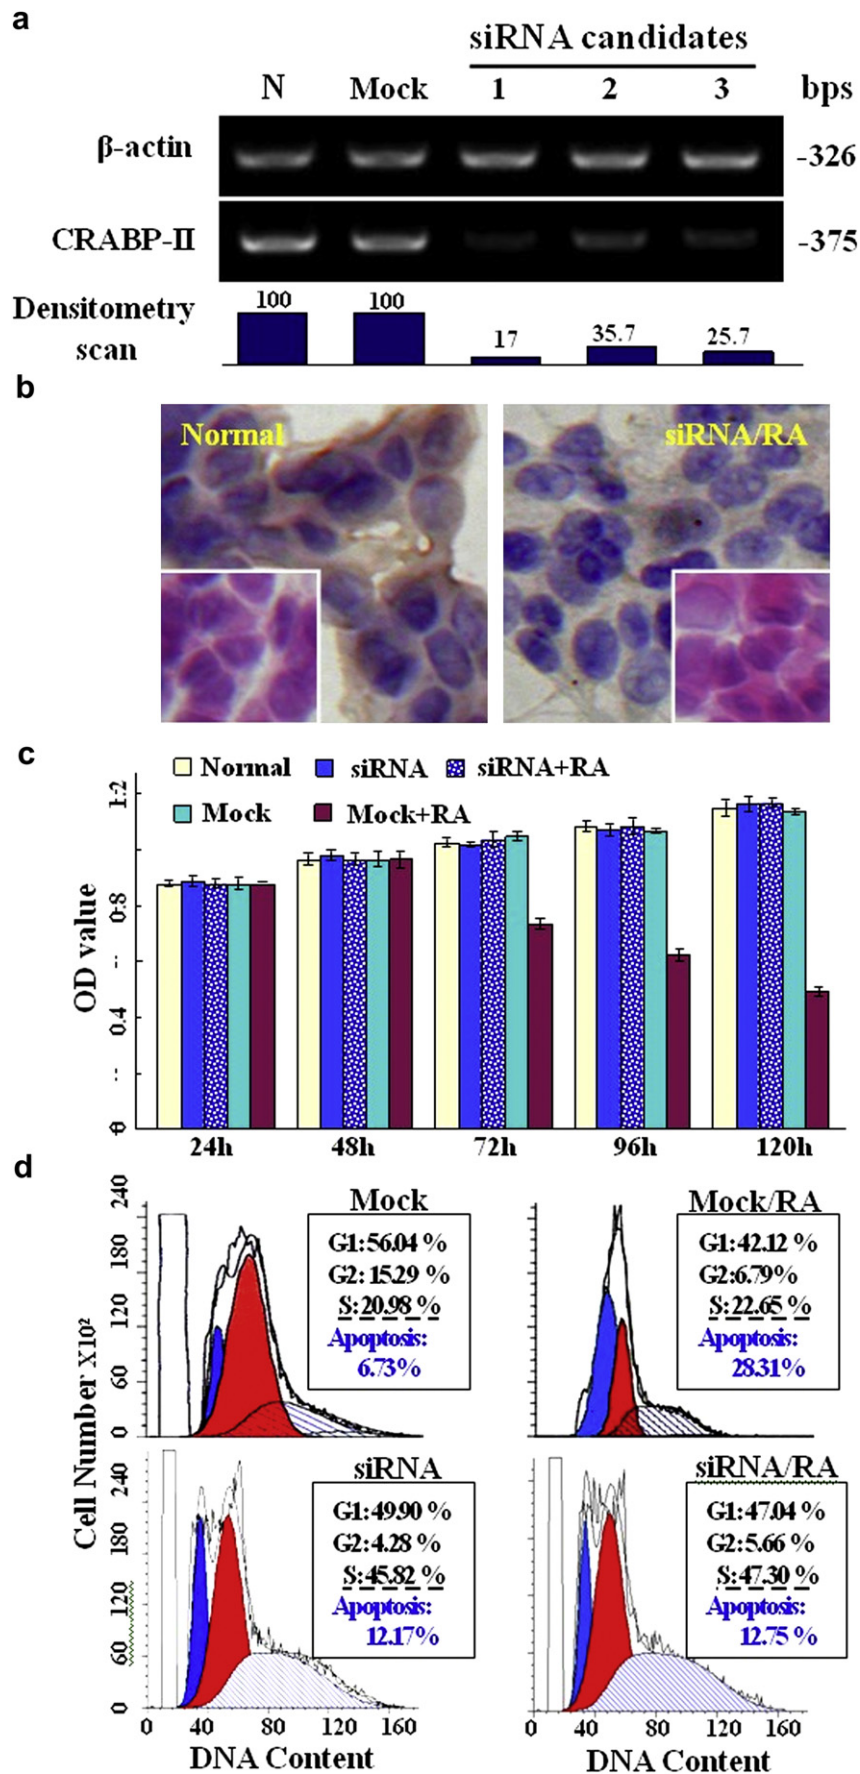 a
siRNA candidates
N Mock 1 2 3 bps
β-actin -326
CRABP-II -375
Densitometry scan
100 100 17 35.7 25.7
b
Normal siRNA/RA
c
Normal siRNA siRNA+RA
Mock Mock+RA
OD value
1.2
0.8
0.4
0
24h 48h 72h 96h 120h
d
Cell Number X10²
Mock
240
180
120
60
0
G1:56.04 %
G2: 15.29 %
S:20.98 %
Apoptosis:
6.73%
Mock/RA
G1:42.12 %
G2:6.79%
S:22.65 %
Apoptosis:
28.31%
siRNA
240
180
120
60
0
G1:49.90 %
G2:4.28 %
S:45.82 %
Apoptosis:
12.17%
siRNA/RA
G1:47.04 %
G2:5.66 %
S:47.30 %
Apoptosis:
12.75 %
0 40 80 120 160
0 40 80 120 160
DNA Content
DNA Content